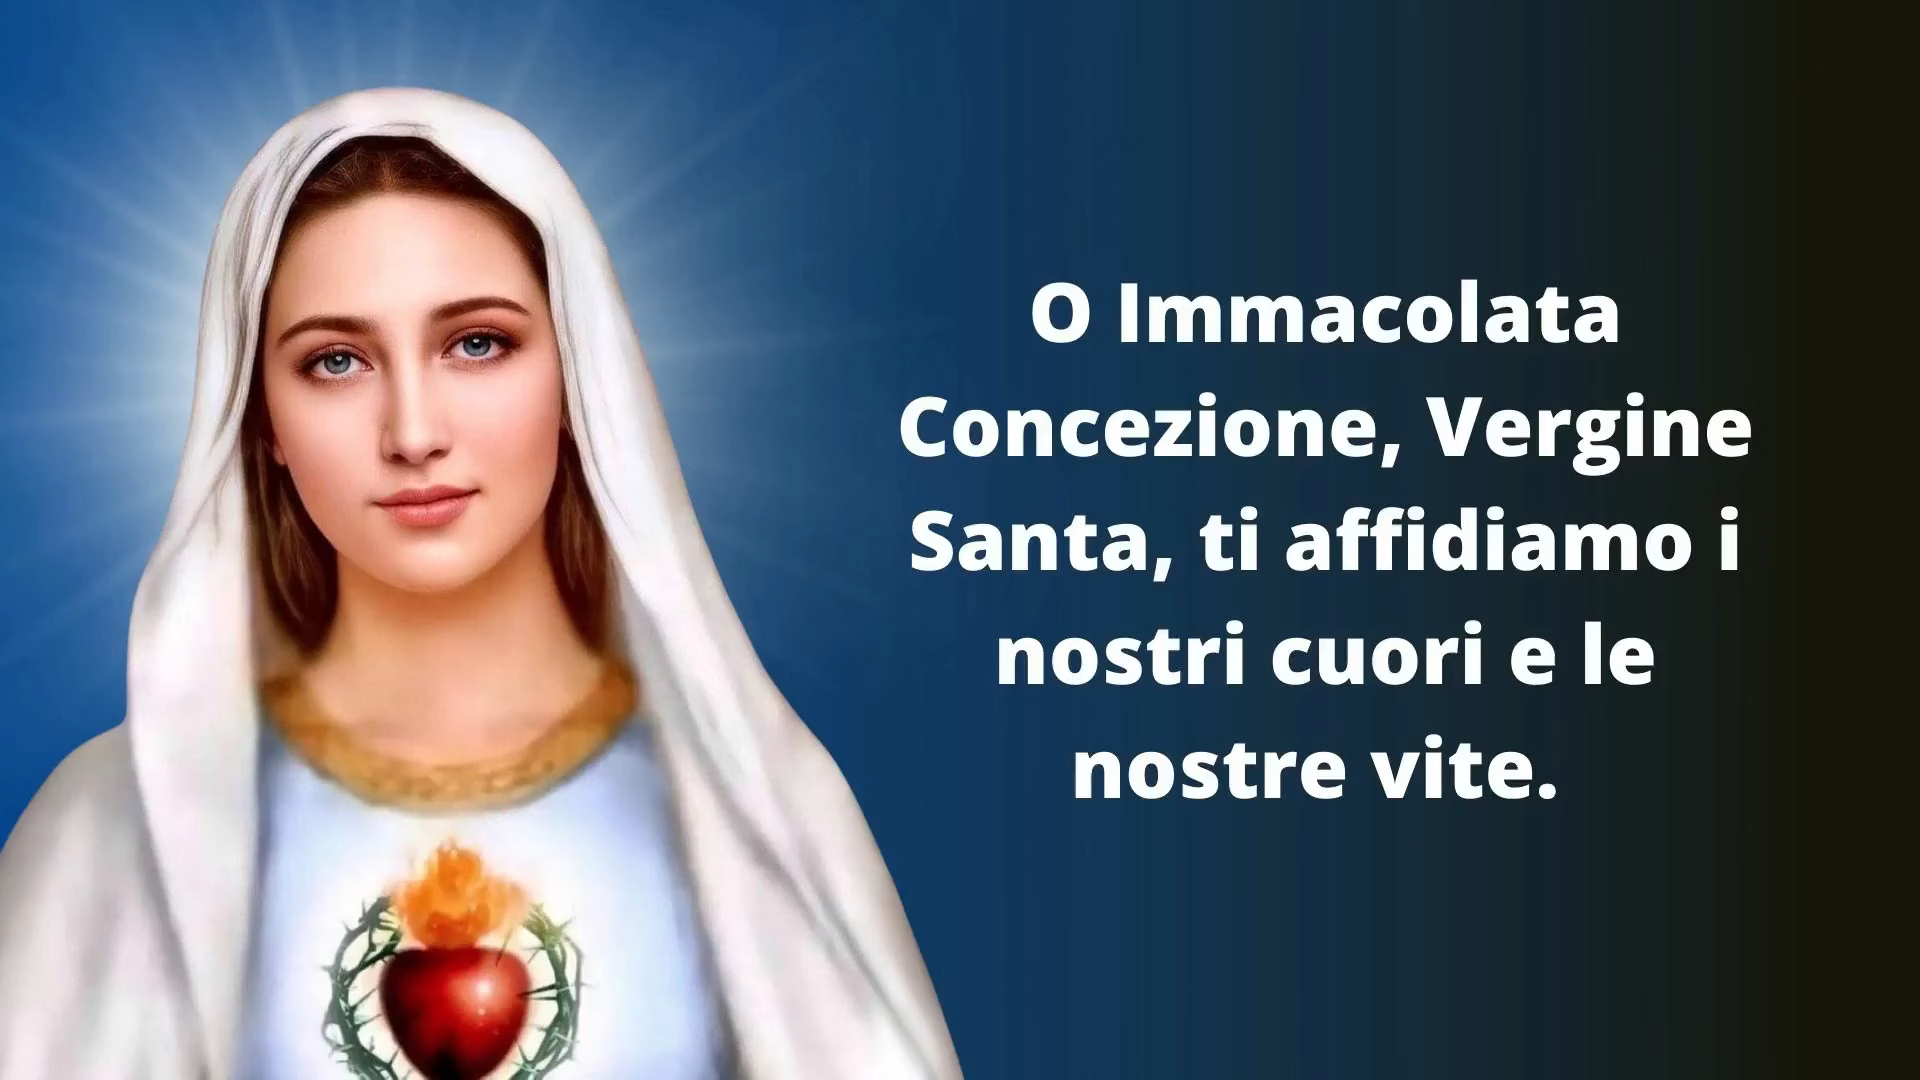 O Immacolata
Concezione, Vergine
Santa, ti affidiamo i
nostri cuori e le
nostre vite.